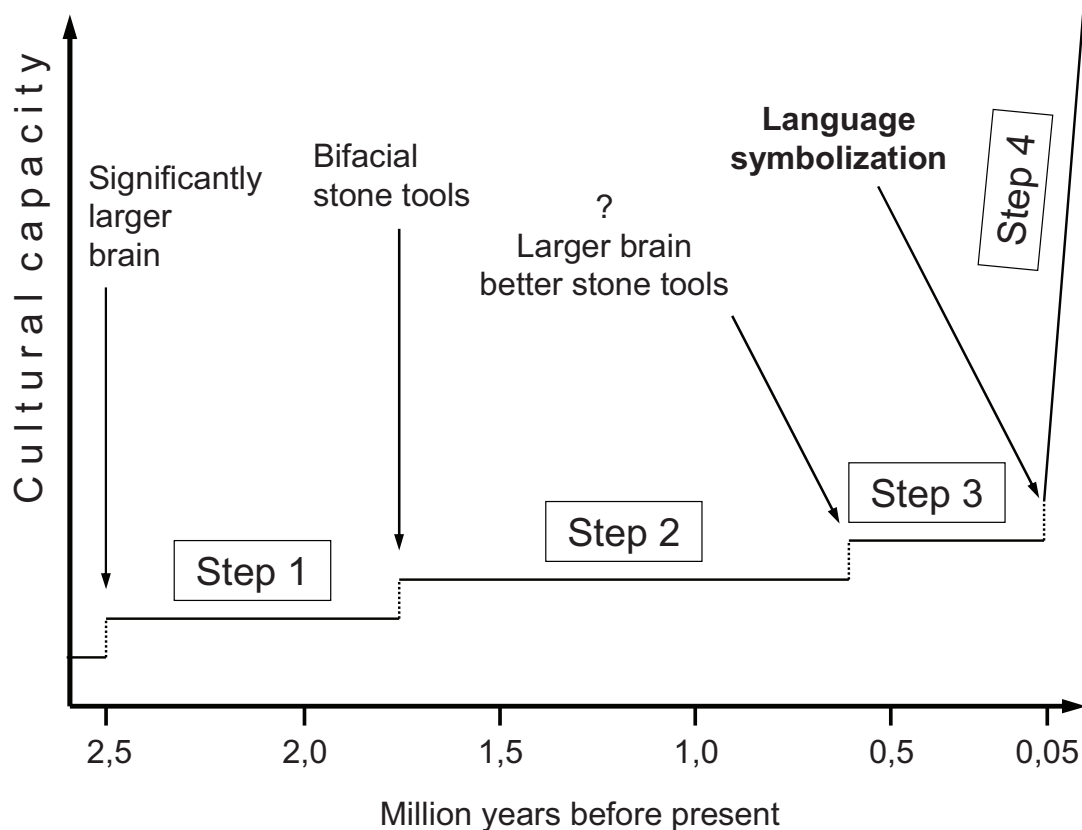 Cultural capacity
Significantly
larger
brain
Bifacial
stone tools
?
Larger brain
better stone tools
Language
symbolization
Step 1
Step 2
Step 3
Step 4
2,5
2,0
1,5
1,0
0,5
0,05
Million years before present